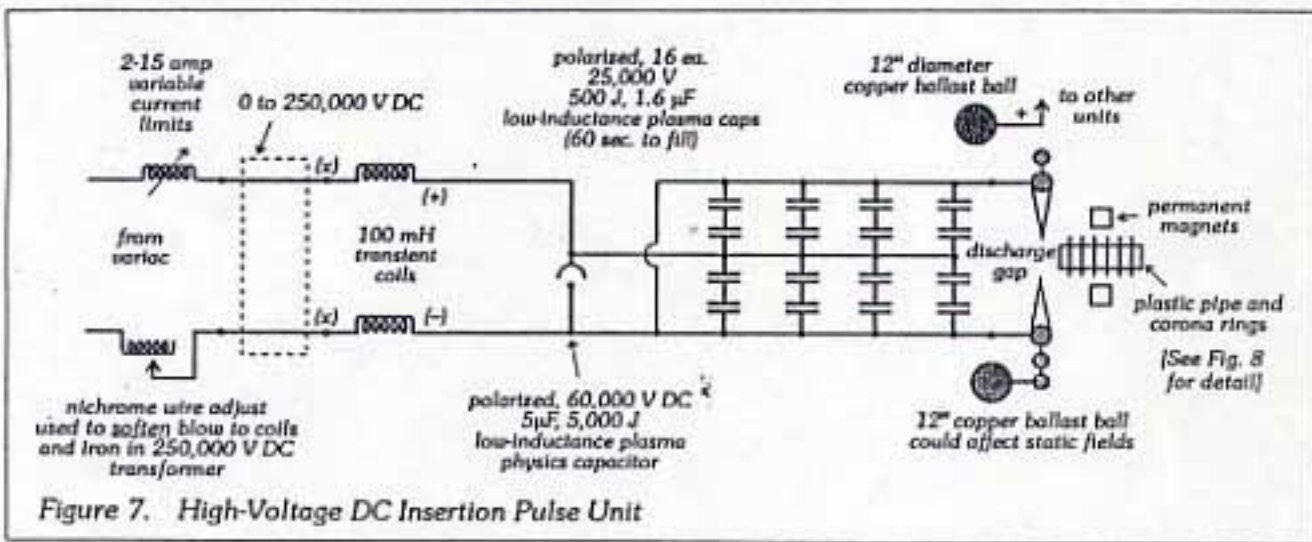 2-15 amp
variable
current
limits
0 to 250,000 V DC
polarized, 16 ea.
25,000 V
500 J, 1.6 µF
low-inductance plasma caps
(60 sec. to fill)
12" diameter
copper ballast ball
+
to other
units
(x)
(+)
from
variac
100 mH
transient
coils
discharge
gap
permanent
magnets
plastic pipe and
corona rings
[See Fig. 8
for detail]
(x)
(−)
nichrome wire adjust
used to soften blow to coils
and iron in 250,000 V DC
transformer
polarized, 60,000 V DC
5µF, 5,000 J
low-inductance plasma
physics capacitor
12" copper ballast ball
could affect static fields
Figure 7. High-Voltage DC Insertion Pulse Unit